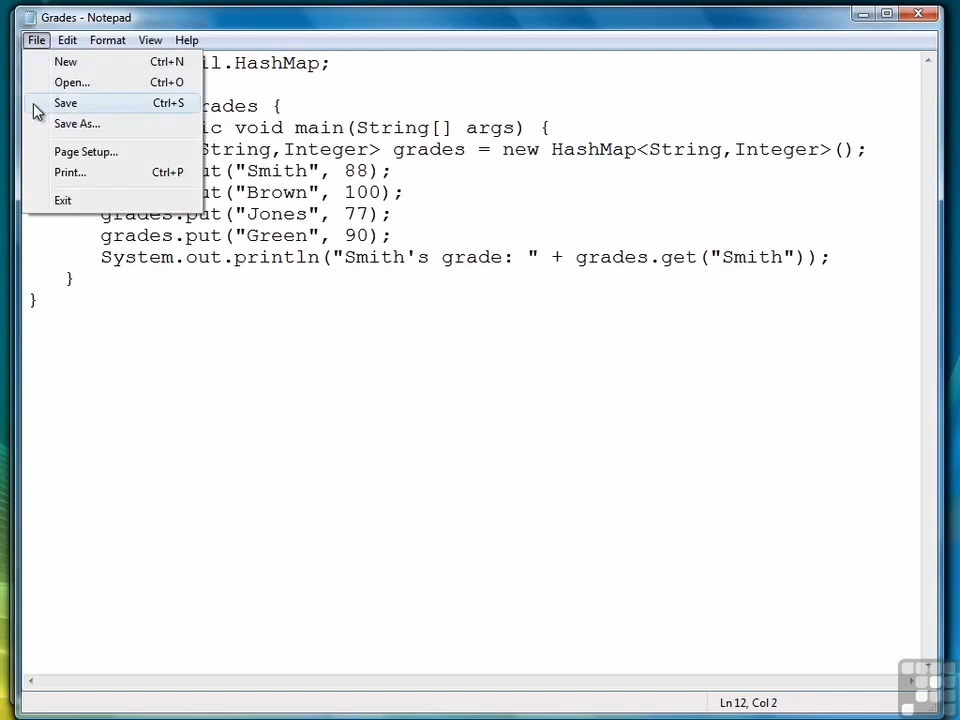 Grades - Notepad
File Edit Format View Help
New Ctrl+N
Open... Ctrl+O
Save Ctrl+S
Save As...
Page Setup...
Print... Ctrl+P
Exit
il.HashMap;
rades {
ic void main(String[] args) {
String,Integer> grades = new HashMap<String,Integer>();
ut("Smith", 88);
ut("Brown", 100);
grades.put("Jones", 77);
grades.put("Green", 90);
System.out.println("Smith's grade: " + grades.get("Smith"));
}
}
Ln 12, Col 2